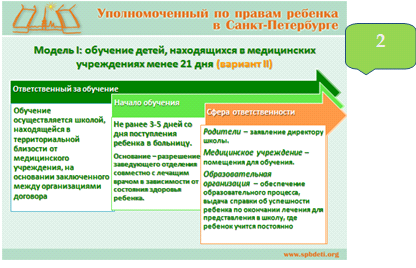 Уполномоченный по правам ребенка
в Санкт-Петербурге
2
Модель I: обучение детей, находящихся в медицинских
учреждениях менее 21 дня (вариант II)
Ответственный за обучение
Обучение
осуществляется школой,
находящейся в
территориальной
близости от
медицинского
учреждения, на
основании заключенного
между организациями
договора
Начало обучения
Не ранее 3-5 дней со
дня поступления
ребенка в больницу.
Основание – разрешение
заведующего отделения
совместно с лечащим
врачом в зависимости от
состояния здоровья
ребенка.
Сфера ответственности
Родители – заявление директору
школы.
Медицинское учреждение –
помещения для обучения.
Образовательная
организация – обеспечение
образовательного процесса,
выдача справки об успешности
ребенка по окончании лечения для
представления в школу, где
ребенок учится постоянно
www.spbdeti.org